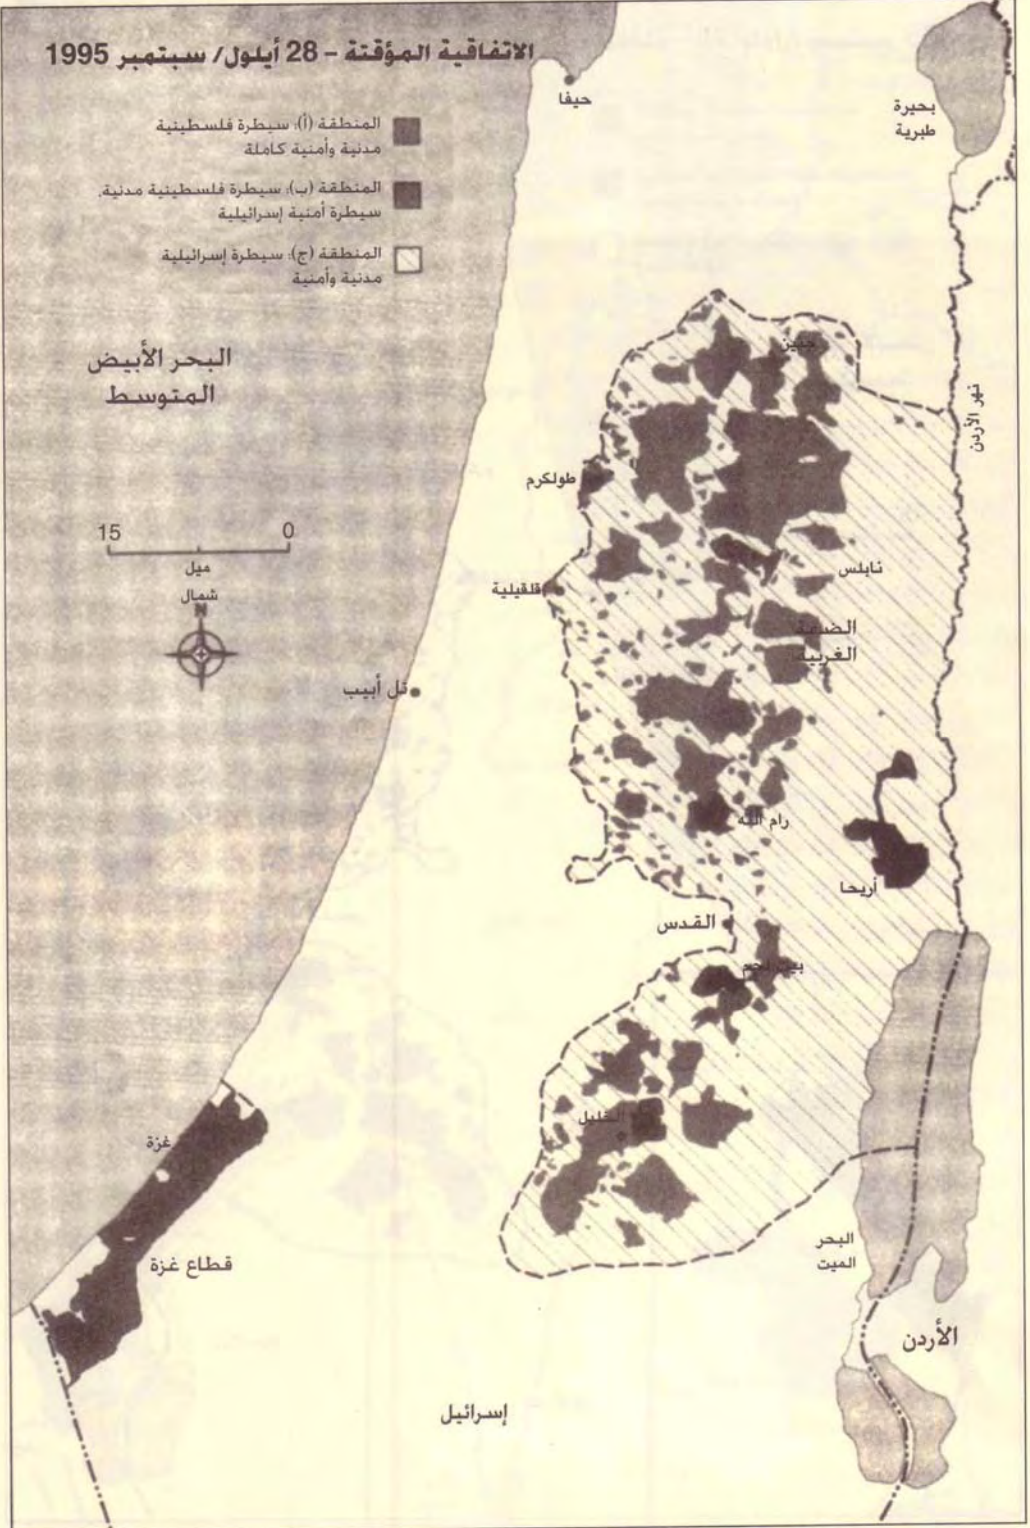 الاتفاقية المؤقتة – 28 أيلول/ سبتمبر 1995
المنطقة (أ): سيطرة فلسطينية
مدنية وأمنية كاملة
المنطقة (ب): سيطرة فلسطينية مدنية،
سيطرة أمنية إسرائيلية
المنطقة (ج): سيطرة إسرائيلية
مدنية وأمنية
حيفا
بحيرة
طبرية
البحر الأبيض
المتوسط
جنين
نهر الأردن
طولكرم
15 0
ميل
شمال
N
نابلس
قلقيلية
الضفة
الغربية
تل أبيب
رام الله
أريحا
القدس
بيت لحم
الخليل
غزة
قطاع غزة
البحر
الميت
الأردن
إسرائيل